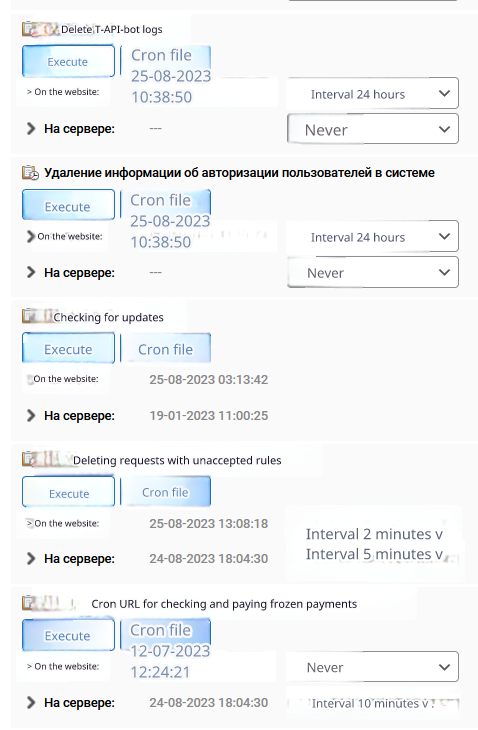 Delete T-API-bot logs
Execute
Cron file
25-08-2023
10:38:50
> On the website:
Interval 24 hours
На сервере:
---
Never
Удаление информации об авторизации пользователей в системе
Execute
Cron file
25-08-2023
10:38:50
On the website:
Interval 24 hours
На сервере:
---
Never
Checking for updates
Execute
Cron file
On the website:
25-08-2023 03:13:42
На сервере:
19-01-2023 11:00:25
Deleting requests with unaccepted rules
Execute
Cron file
>On the website:
25-08-2023 13:08:18
Interval 2 minutes v
На сервере:
24-08-2023 18:04:30
Interval 5 minutes v
Cron URL for checking and paying frozen payments
Execute
Cron file
12-07-2023
12:24:21
> On the website:
Never
На сервере:
24-08-2023 18:04:30
Interval 10 minutes v